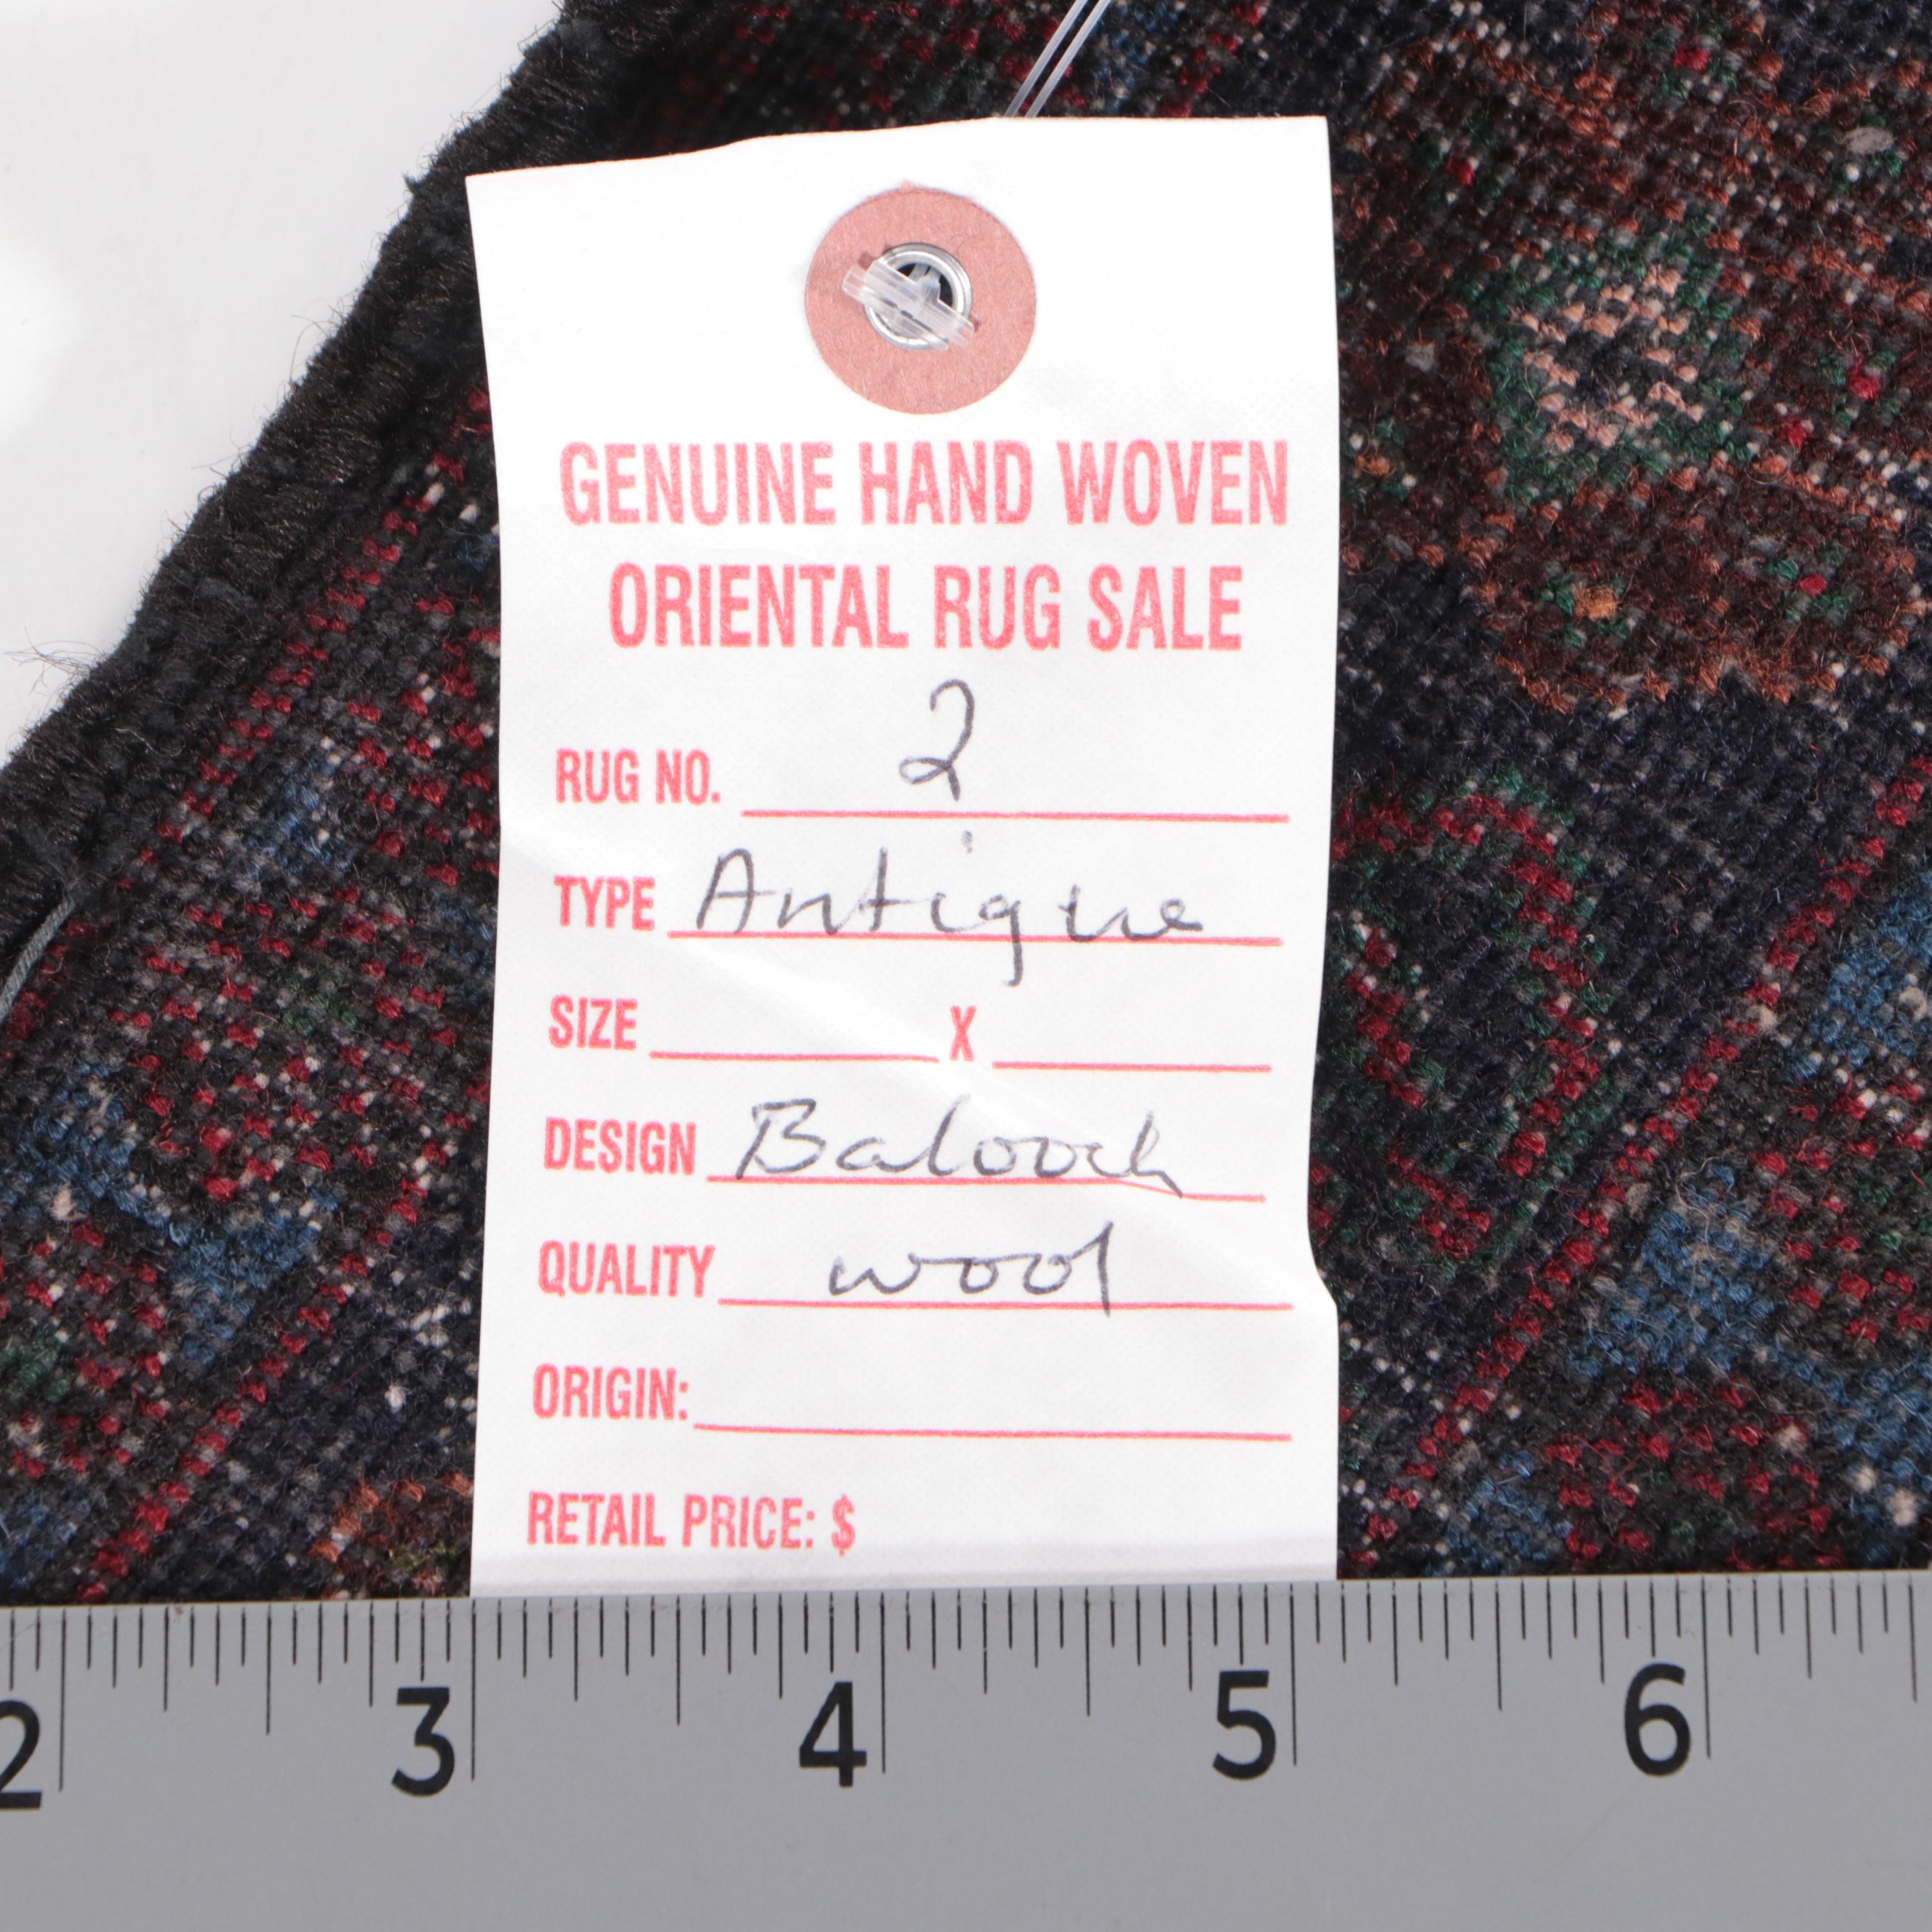 GENUINE HAND WOVEN
ORIENTAL RUG SALE
RUG NO. 2
TYPE Antique
SIZE X
DESIGN Balooch
QUALITY wool
ORIGIN:
RETAIL PRICE: $
2 3 4 5 6